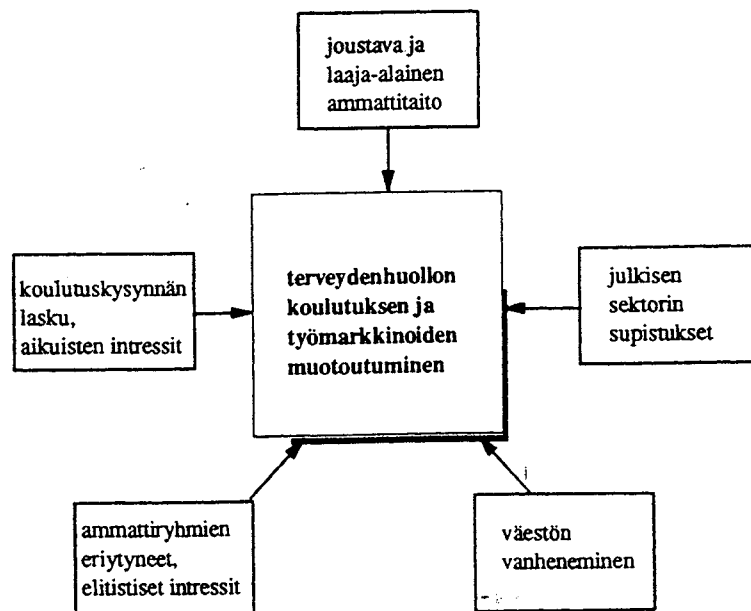 joustava ja
laaja-alainen
ammattitaito
koulutuskysynnän
lasku,
aikuisten intressit
terveydenhuollon
koulutuksen ja
työmarkkinoiden
muotoutuminen
julkisen
sektorin
supistukset
ammattiryhmien
eriytyneet,
elitistiset intressit
väestön
vanheneminen